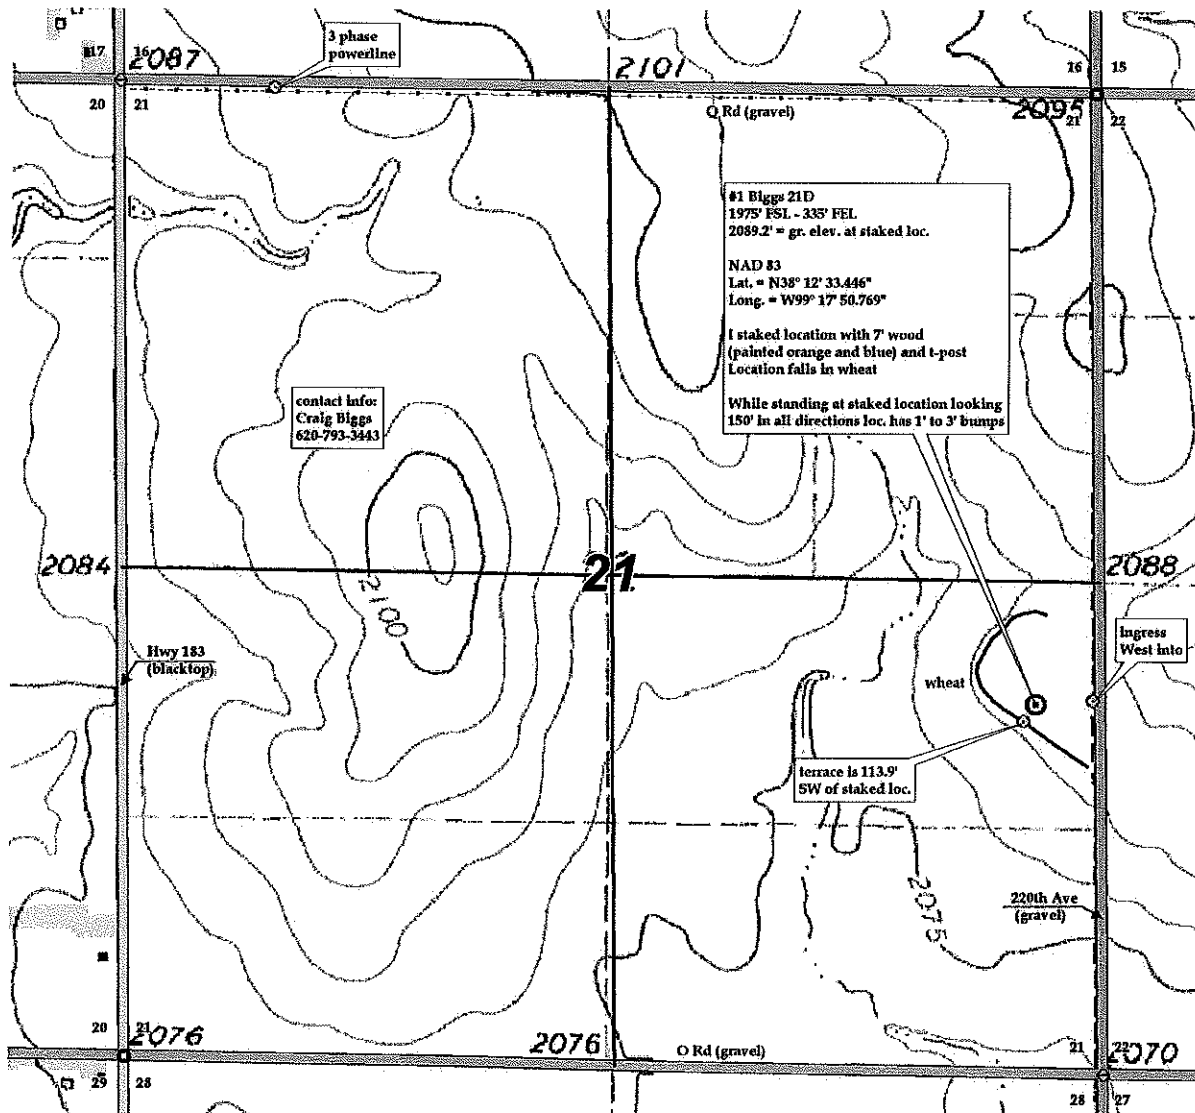 3 phase
powerline
17 16
2087
2101
16 15
20 21
Q Rd (gravel)
2095
21 22
#1 Biggs 21D
1975' FSL - 335' FEL
2089.2' = gr. elev. at staked loc.
NAD 83
Lat. = N38° 12' 33.446"
Long. = W99° 17' 50.769"
I staked location with 7' wood
(painted orange and blue) and t-post
Location falls in wheat
While standing at staked location looking
150' in all directions loc. has 1' to 3' bumps
contact info:
Craig Biggs
620-793-3443
2084
21
2088
2100
Hwy 183
(blacktop)
Ingress
West into
wheat
terrace is 113.9'
SW of staked loc.
2075
220th Ave
(gravel)
20 21
2076
2076
O Rd (gravel)
21 22
2070
29 28
28 27